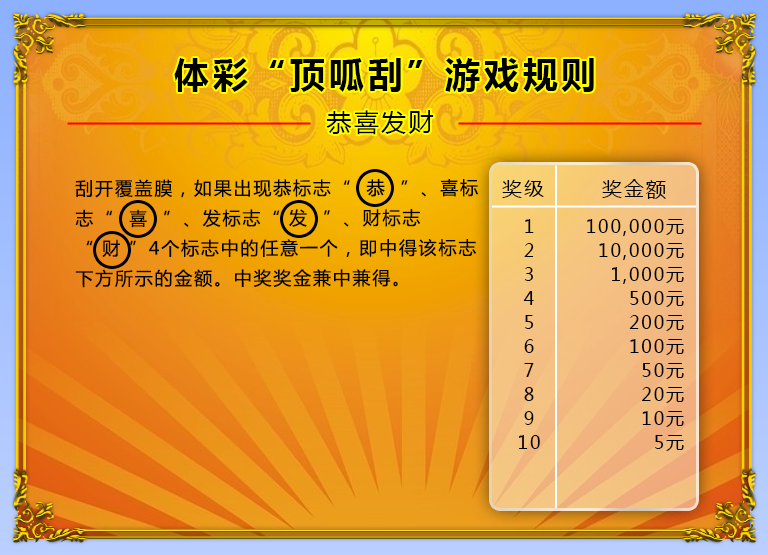 体彩“顶呱刮”游戏规则
恭喜发财
刮开覆盖膜，如果出现恭标志“恭”、喜标
志“喜”、发标志“发”、财标志
“财”4个标志中的任意一个，即中得该标志
下方所示的金额。中奖奖金兼中兼得。
奖级 奖金额
1 100,000元
2 10,000元
3 1,000元
4 500元
5 200元
6 100元
7 50元
8 20元
9 10元
10 5元